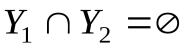 Y₁ ∩ Y₂ = ∅